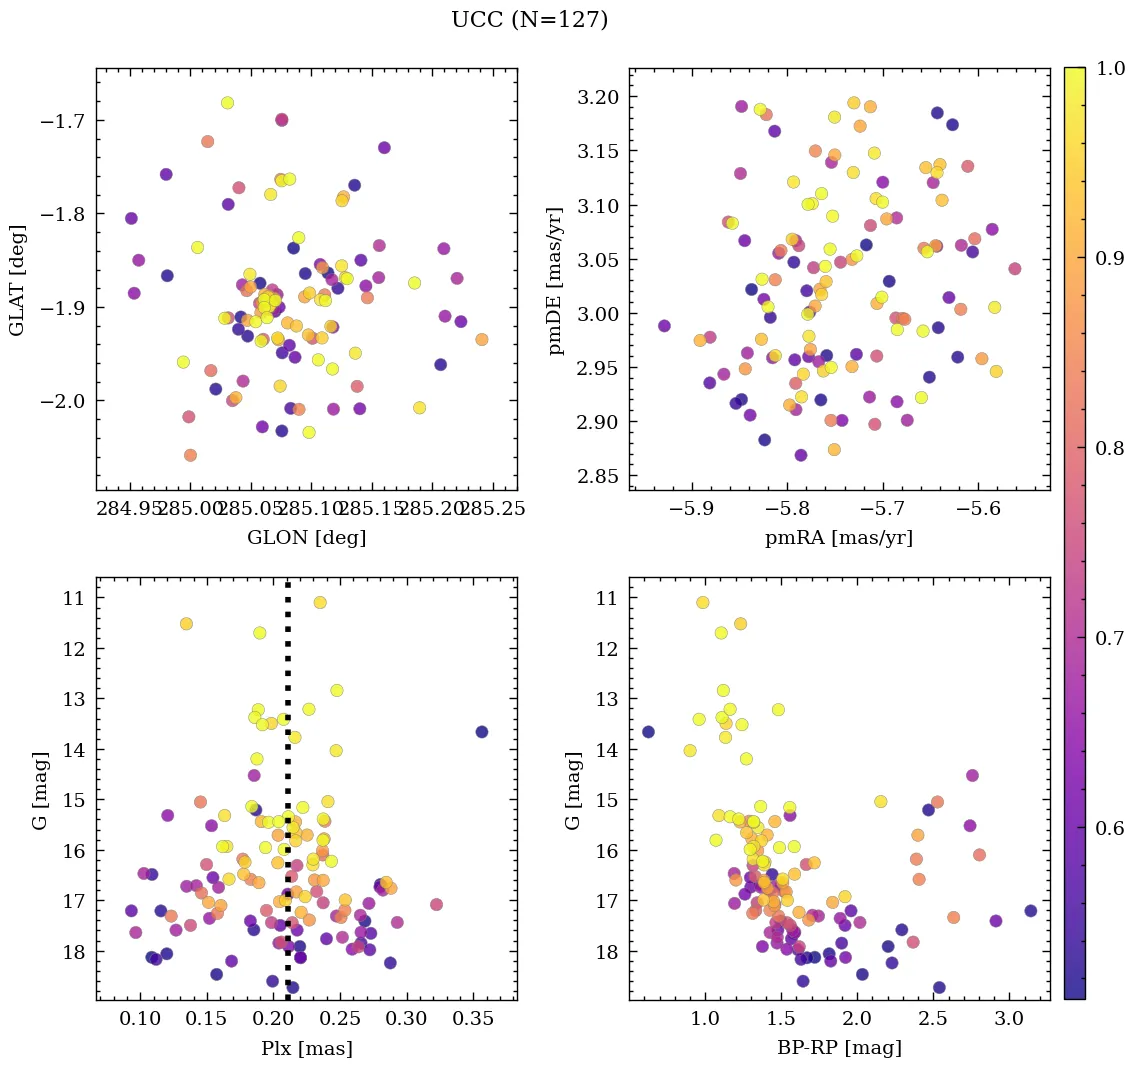 UCC (N=127)
−1.7
−1.8
−1.9
−2.0
GLAT [deg]
284.95 285.00 285.05 285.10 285.15 285.20 285.25
GLON [deg]
3.20
3.15
3.10
3.05
3.00
2.95
2.90
2.85
pmDE [mas/yr]
−5.9 −5.8 −5.7 −5.6
pmRA [mas/yr]
11
12
13
14
15
16
17
18
G [mag]
0.10 0.15 0.20 0.25 0.30 0.35
Plx [mas]
11
12
13
14
15
16
17
18
G [mag]
1.0 1.5 2.0 2.5 3.0
BP-RP [mag]
1.0
0.9
0.8
0.7
0.6